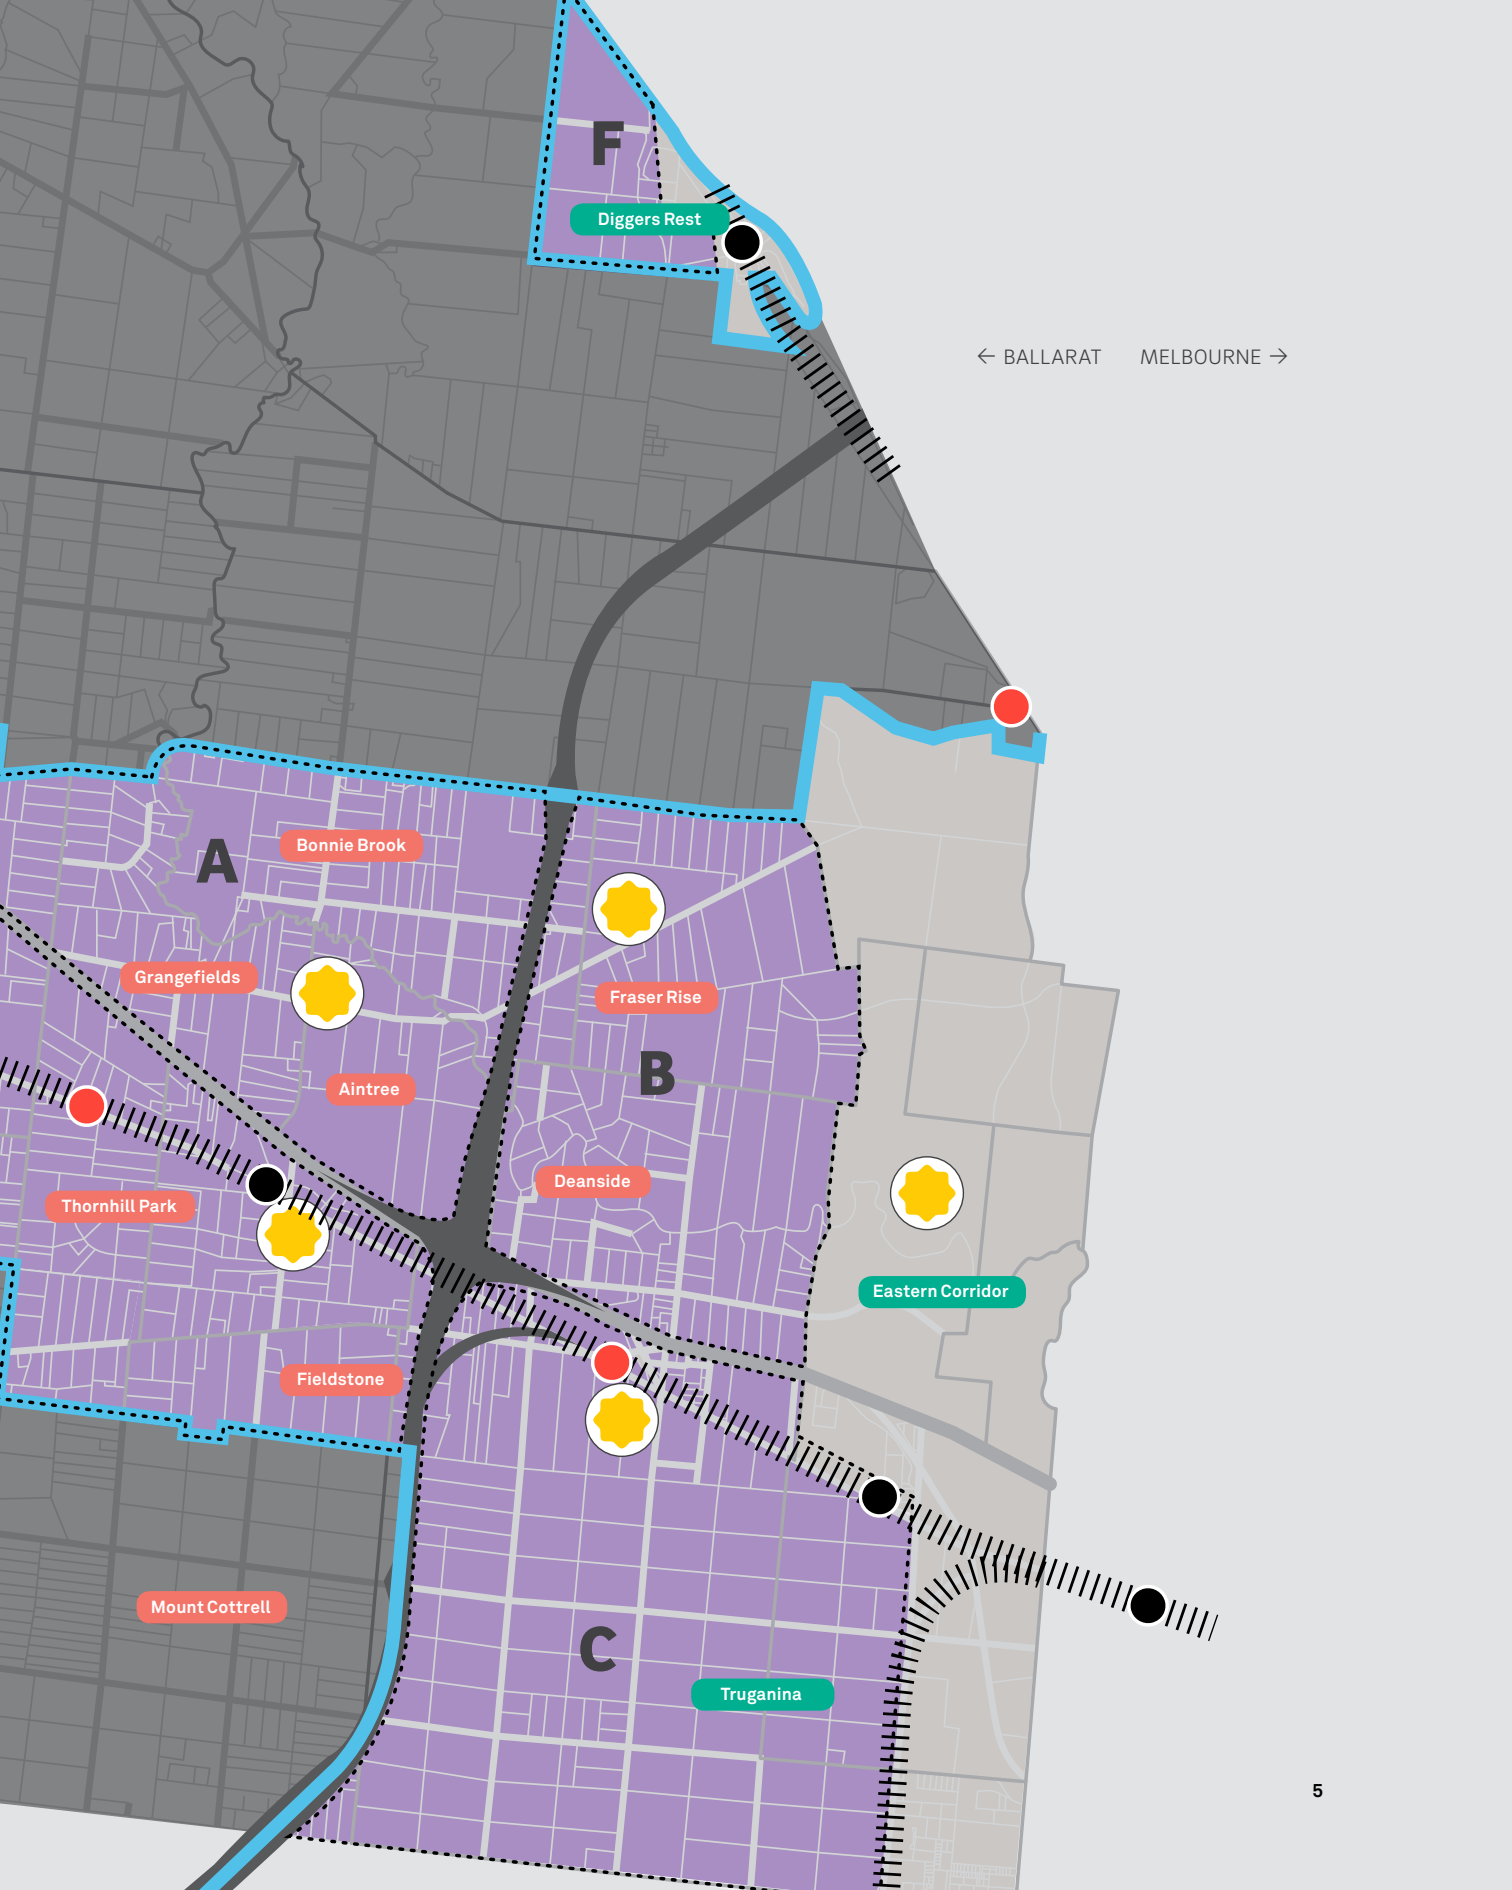 F
Diggers Rest
← BALLARAT MELBOURNE →
Bonnie Brook
A
Grangefields
Fraser Rise
B
Aintree
Deanside
Thornhill Park
Eastern Corridor
Fieldstone
Mount Cottrell
C
Truganina
5